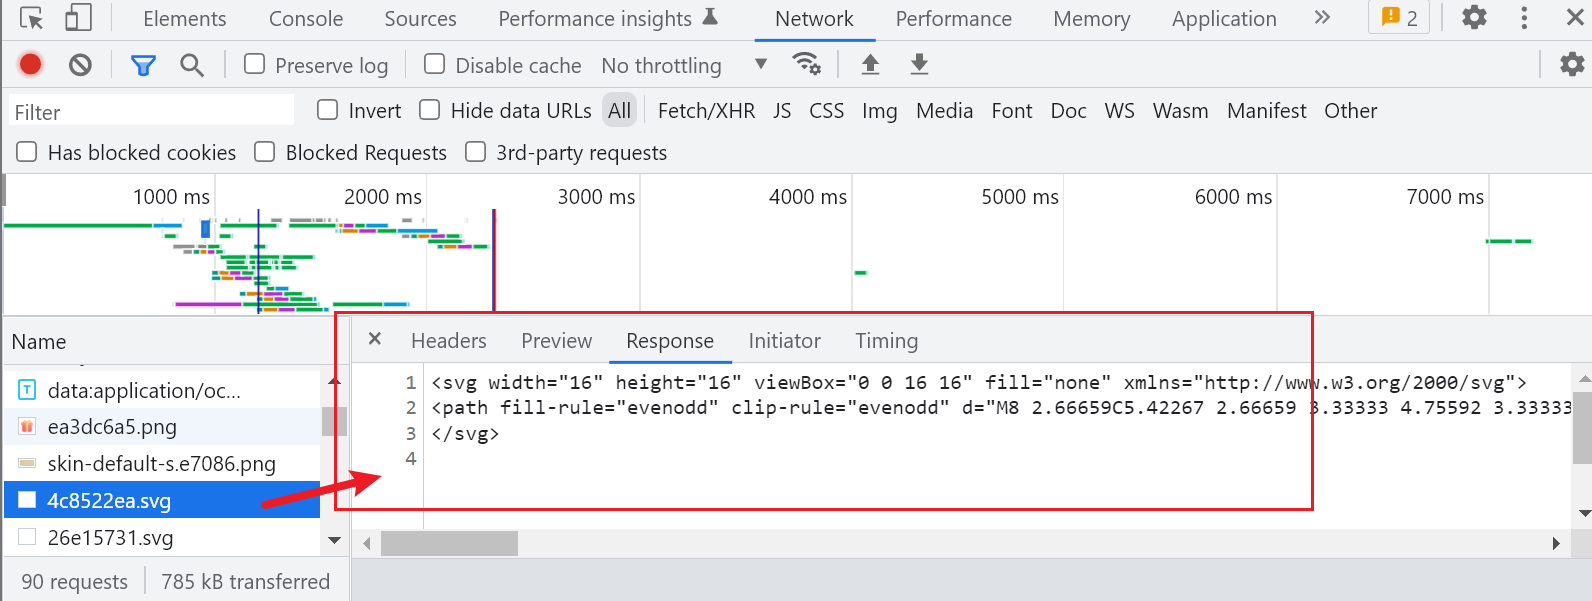 Elements Console Sources Performance insights Network Performance Memory Application 2
Preserve log Disable cache No throttling
Filter Invert Hide data URLs All Fetch/XHR JS CSS Img Media Font Doc WS Wasm Manifest Other
Has blocked cookies Blocked Requests 3rd-party requests
1000 ms 2000 ms 3000 ms 4000 ms 5000 ms 6000 ms 7000 ms
Name
data:application/oc...
ea3dc6a5.png
skin-default-s.e7086.png
4c8522ea.svg
26e15731.svg
90 requests 785 kB transferred
Headers Preview Response Initiator Timing
1 <svg width="16" height="16" viewBox="0 0 16 16" fill="none" xmlns="http://www.w3.org/2000/svg">
2 <path fill-rule="evenodd" clip-rule="evenodd" d="M8 2.66659C5.42267 2.66659 3.33333 4.75592 3.33333
3 </svg>
4